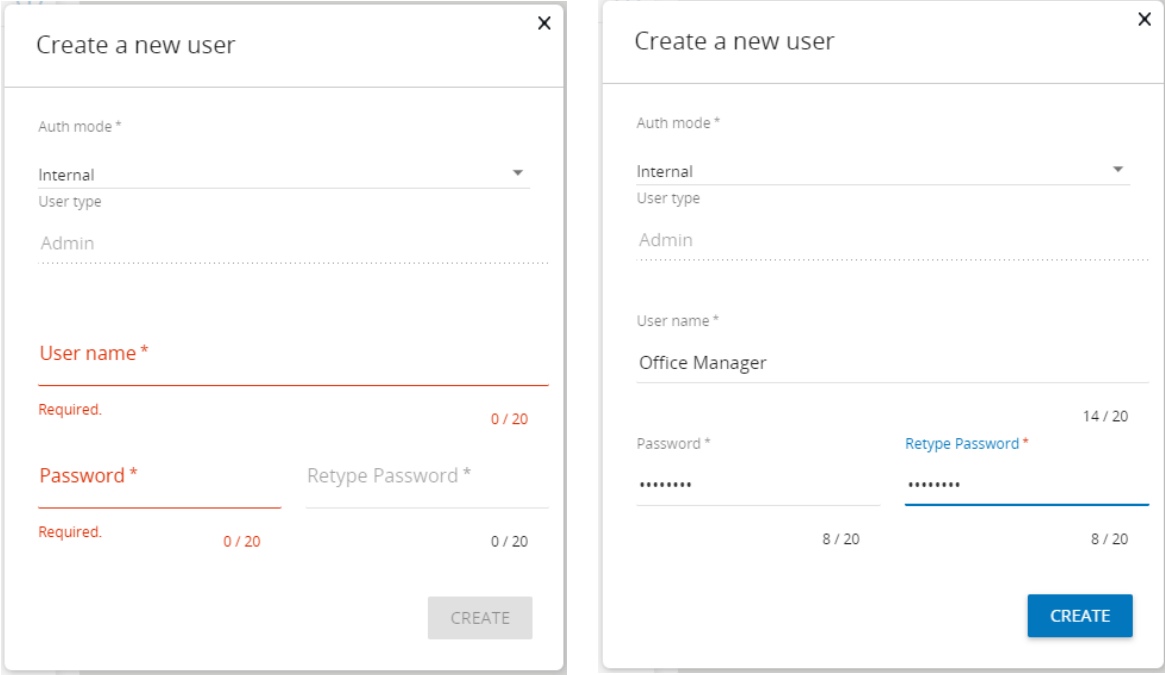 Create a new user
Auth mode *
Internal
User type
Admin
User name *
Required.
0 / 20
Password *
Retype Password *
Required.
0 / 20
0 / 20
CREATE
Create a new user
Auth mode *
Internal
User type
Admin
User name *
Office Manager
14 / 20
Password *
Retype Password *
••••••••
••••••••
8 / 20
8 / 20
CREATE